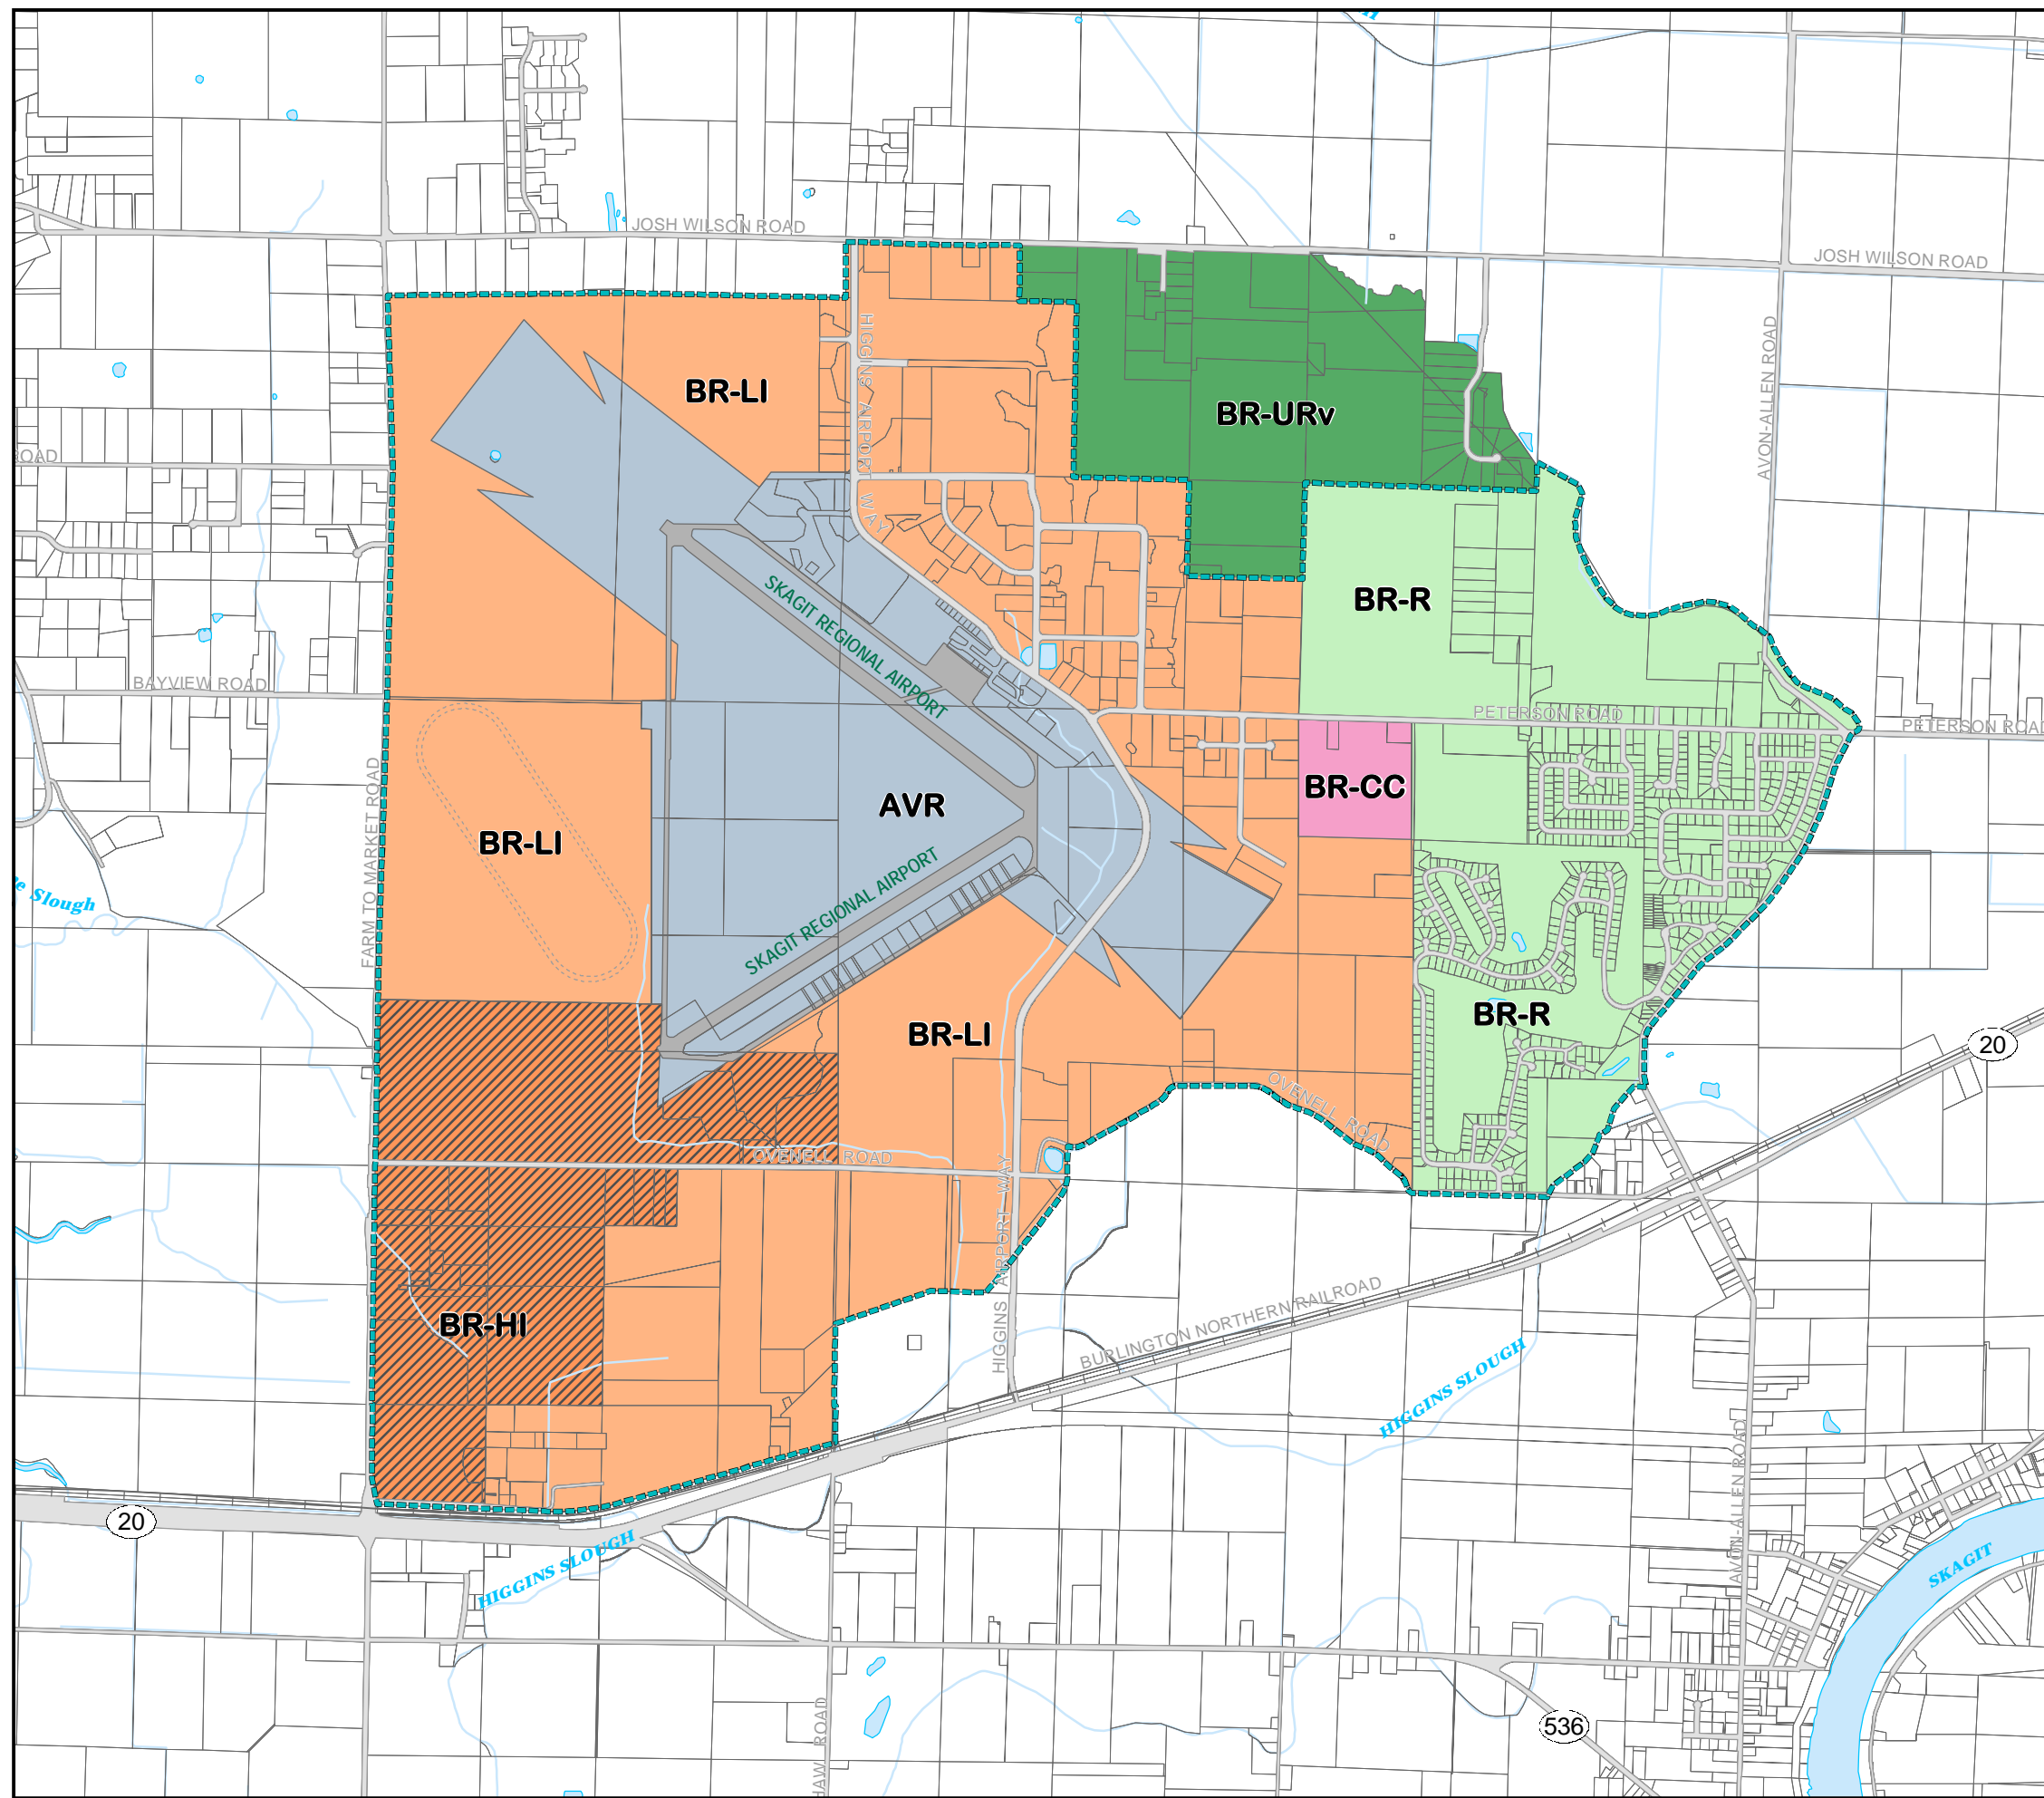 JOSH WILSON ROAD
JOSH WILSON ROAD
HIGGINS AIRPORT WAY
AVON-ALLEN ROAD
BR-LI
BR-URv
ROAD
SKAGIT REGIONAL AIRPORT
BR-R
BAYVIEW ROAD
PETERSON ROAD
PETERSON ROAD
BR-CC
AVR
BR-LI
FARM TO MARKET ROAD
Slough
SKAGIT REGIONAL AIRPORT
BR-R
BR-LI
20
OVENELL ROAD
OVENELL ROAD
HIGGINS AIRPORT WAY
BR-HI
BURLINGTON NORTHERN RAILROAD
HIGGINS SLOUGH
AVON-ALLEN ROAD
20
HIGGINS SLOUGH
SKAGIT
536
HAW ROAD